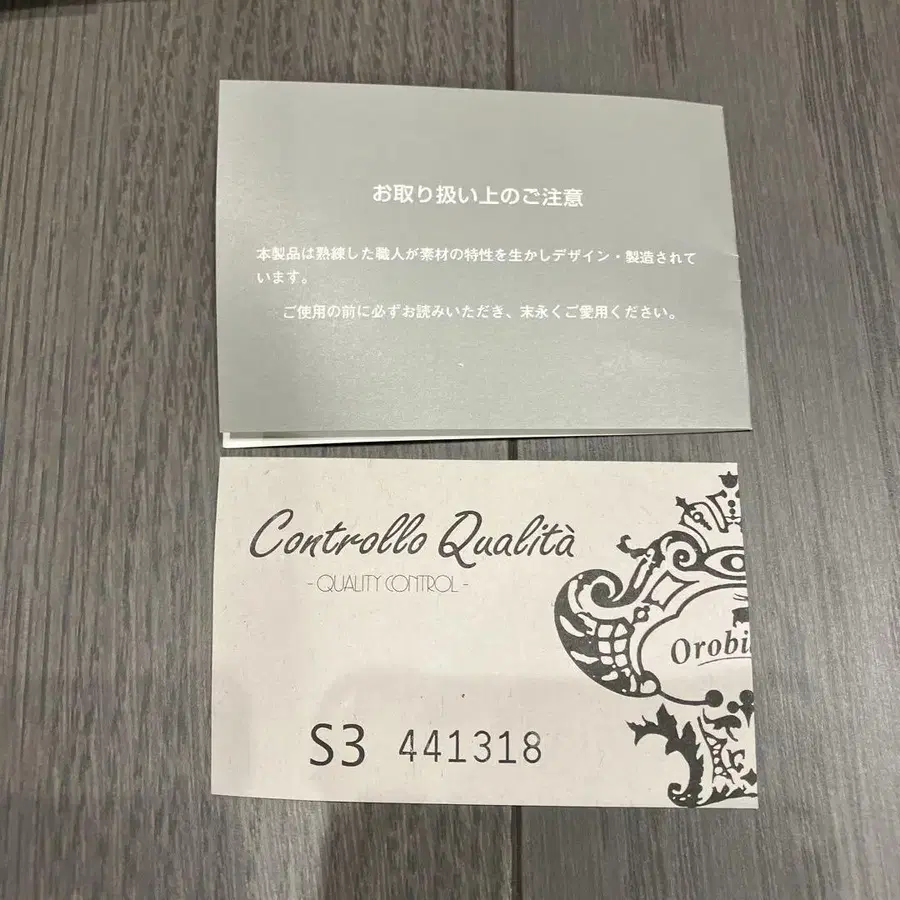 お取り扱い上のご注意
本製品は熟練した職人が素材の特性を生かしデザイン・製造されて
います。
ご使用の前に必ずお読みいただき、末永くご愛用ください。
Controllo Qualità
- QUALITY CONTROL -
Orobi
S3 441318